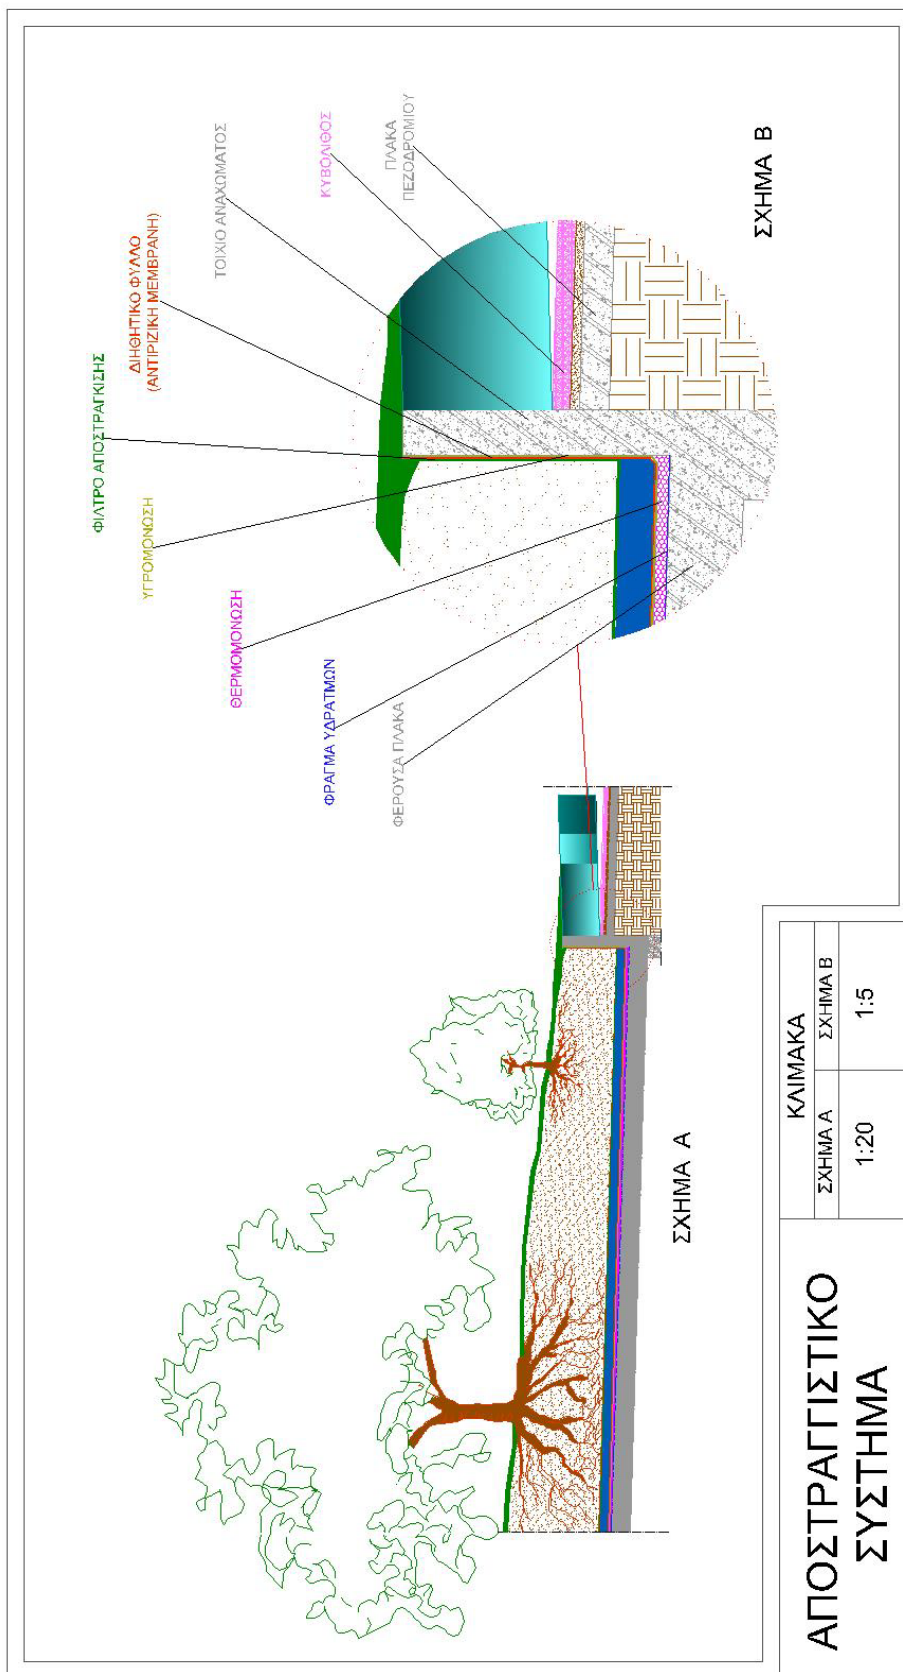 ΦΙΛΤΡΟ ΑΠΟΣΤΡΑΓΚΙΣΗΣ
ΔΙΗΘΗΤΙΚΟ ΦΥΛΛΟ
(ΑΝΤΙΡΙΖΙΚΗ ΜΕΜΒΡΑΝΗ)
ΥΓΡΟΜΟΝΩΣΗ
ΤΟΙΧΙΟ ΑΝΑΧΩΜΑΤΟΣ
ΘΕΡΜΟΜΟΝΩΣΗ
ΚΥΒΟΛΙΘΟΣ
ΦΡΑΓΜΑ ΥΔΡΑΤΜΩΝ
ΠΛΑΚΑ
ΠΕΖΟΔΡΟΜΙΟΥ
ΦΕΡΟΥΣΑ ΠΛΑΚΑ
ΣΧΗΜΑ Α
ΣΧΗΜΑ Β
ΑΠΟΣΤΡΑΓΓΙΣΤΙΚΟ
ΣΥΣΤΗΜΑ
ΚΛΙΜΑΚΑ
ΣΧΗΜΑ Α ΣΧΗΜΑ Β
1:20 1:5